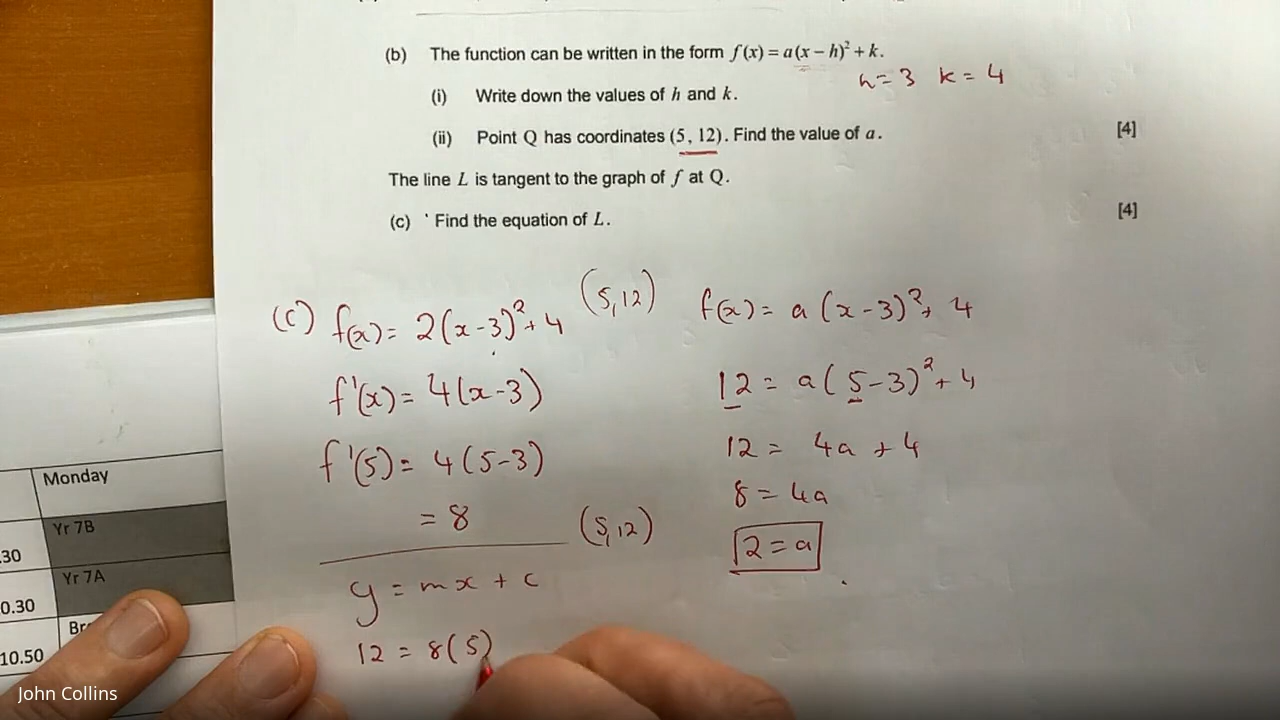 (b) The function can be written in the form f(x) = a(x − h)² + k.
h = 3 k = 4
(i) Write down the values of h and k.
(ii) Point Q has coordinates (5, 12). Find the value of a. [4]
The line L is tangent to the graph of f at Q.
(c) Find the equation of L. [4]
(c) f(x) = 2(x-3)² + 4 (5,12)
f'(x) = 4(x-3)
f'(5) = 4(5-3)
= 8 (5,12)
y = mx + c
12 = 8(5)
f(x) = a(x-3)² + 4
12 = a(5-3)² + 4
12 = 4a + 4
8 = 4a
2 = a
Monday
Yr 7B
.30
Yr 7A
0.30
Br
10.50
John Collins